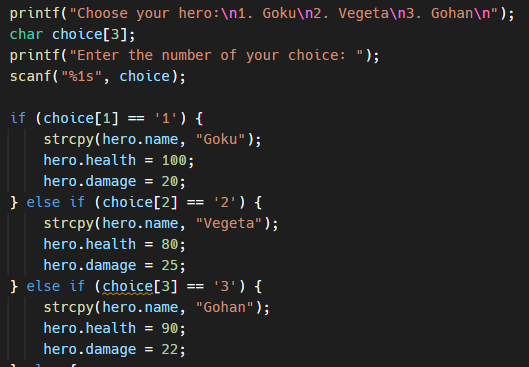 printf("Choose your hero:\n1. Goku\n2. Vegeta\n3. Gohan\n");
char choice[3];
printf("Enter the number of your choice: ");
scanf("%1s", choice);

if (choice[1] == '1') {
    strcpy(hero.name, "Goku");
    hero.health = 100;
    hero.damage = 20;
} else if (choice[2] == '2') {
    strcpy(hero.name, "Vegeta");
    hero.health = 80;
    hero.damage = 25;
} else if (choice[3] == '3') {
    strcpy(hero.name, "Gohan");
    hero.health = 90;
    hero.damage = 22;
} else {